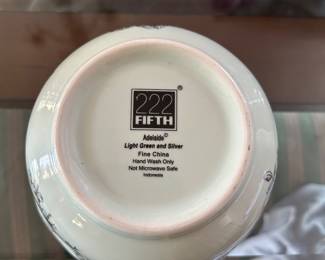 222®
FIFTH
Adelaide©
Light Green and Silver
Fine China
Hand Wash Only
Not Microwave Safe
Indonesia